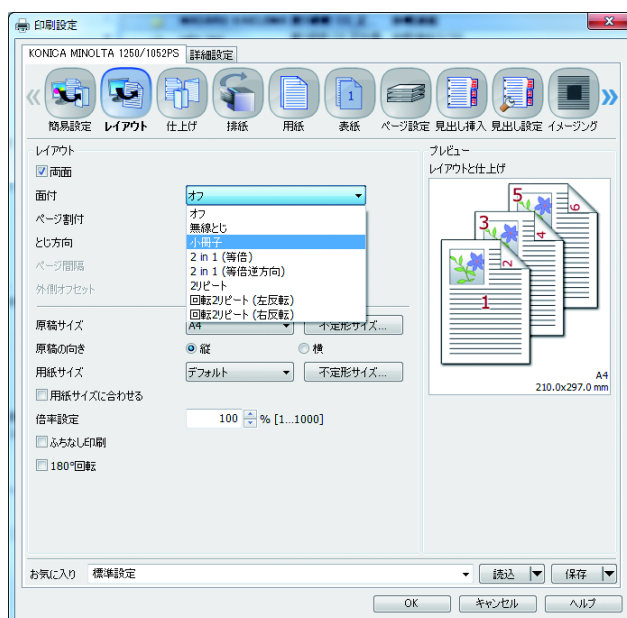 印刷設定
KONICA MINOLTA 1250/1052PS 詳細設定
簡易設定 レイアウト 仕上げ 排紙 用紙 表紙 ページ設定 見出し挿入 見出し設定 イメージング
レイアウト
両面
面付 オフ
オフ
無線とじ
小冊子
2 in 1 (等倍)
2 in 1 (等倍逆方向)
2リピート
回転2リピート (左反転)
回転2リピート (右反転)
ページ割付
とじ方向
ページ間隔
外側オフセット
原稿サイズ A4 不定形サイズ...
原稿の向き 縦 横
用紙サイズ デフォルト 不定形サイズ...
用紙サイズに合わせる
倍率設定 100 % [1...1000]
ふちなし印刷
180°回転
プレビュー
レイアウトと仕上げ
5
6
3
4
2
1
A4
210.0x297.0 mm
お気に入り 標準設定 読込 保存
OK キャンセル ヘルプ